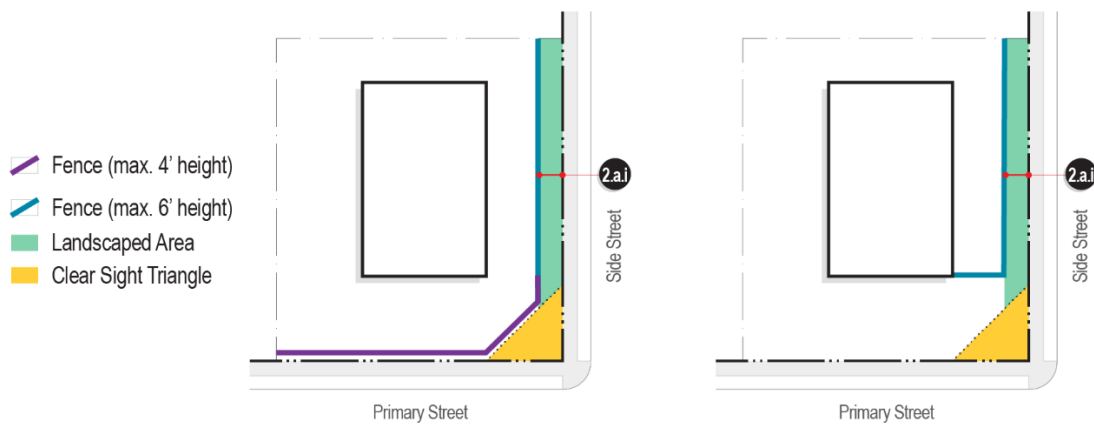 Fence (max. 4’ height)
Fence (max. 6’ height)
Landscaped Area
Clear Sight Triangle
2.a.i
Side Street
Primary Street
2.a.i
Side Street
Primary Street